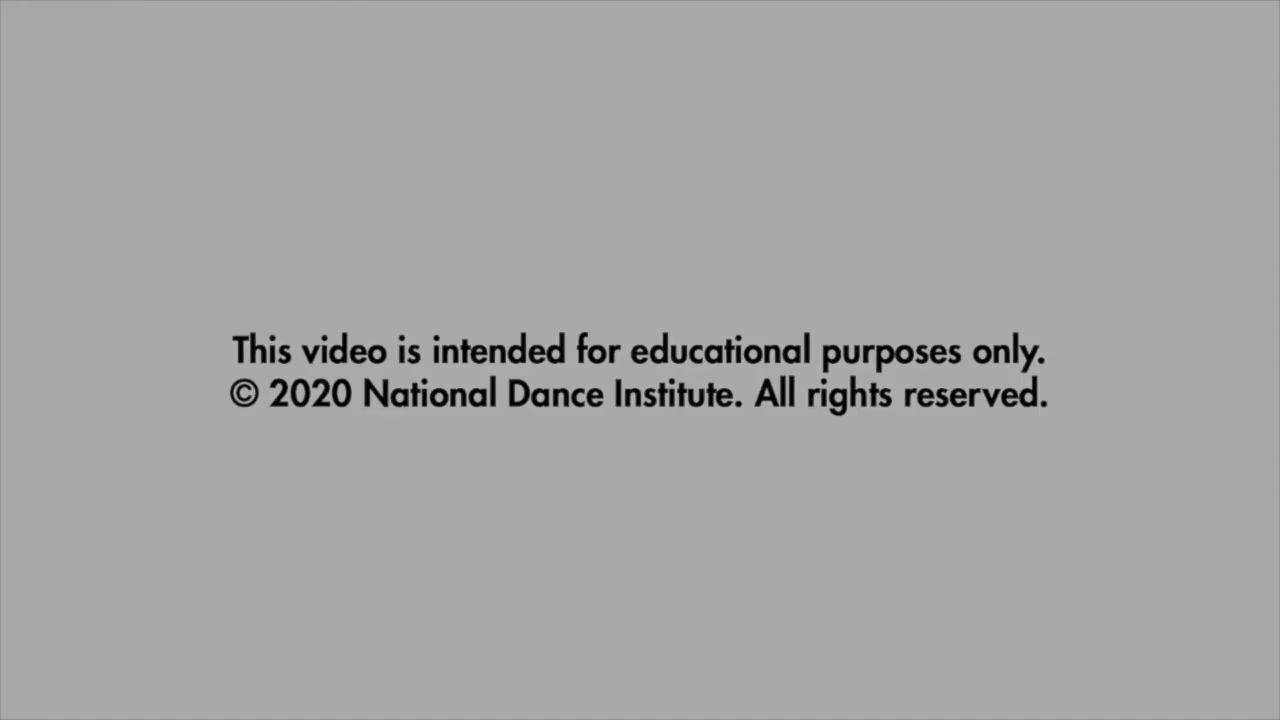 This video is intended for educational purposes only.
© 2020 National Dance Institute. All rights reserved.